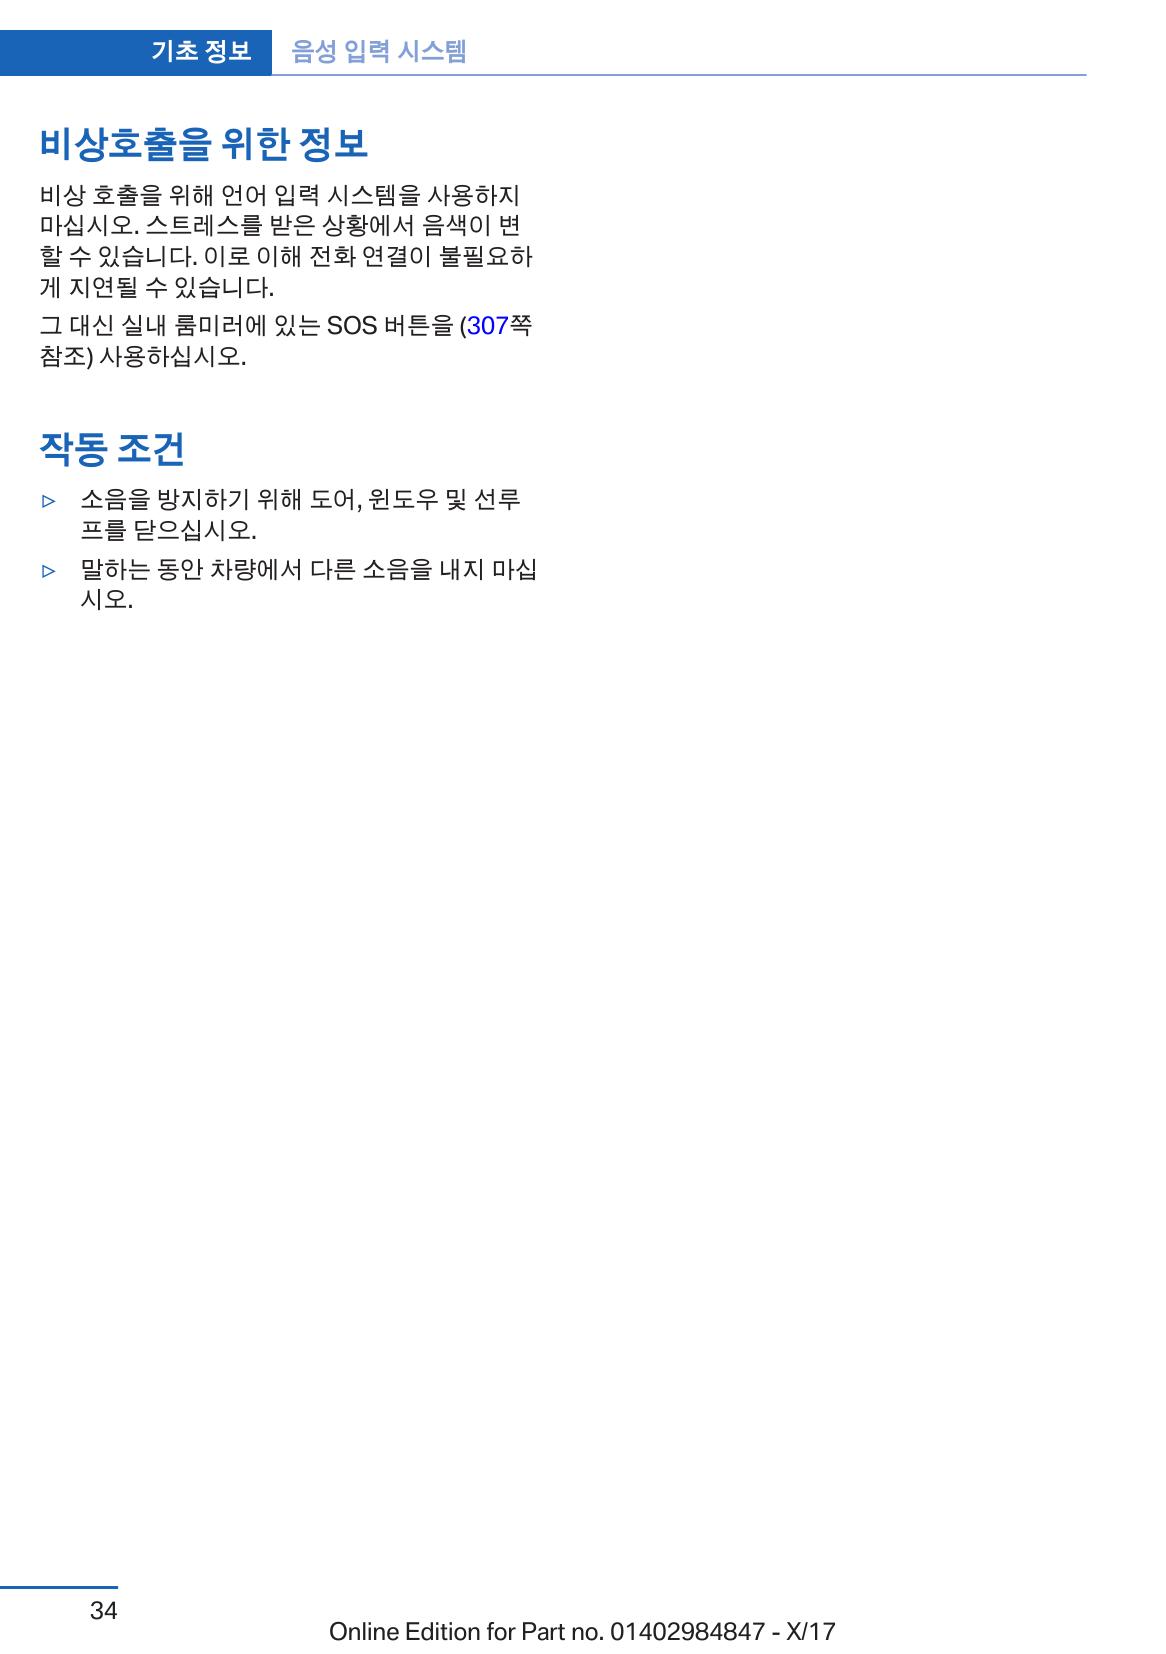 기초 정보 음성 입력 시스템
비상호출을 위한 정보
비상 호출을 위해 언어 입력 시스템을 사용하지
마십시오. 스트레스를 받은 상황에서 음색이 변
할 수 있습니다. 이로 이해 전화 연결이 불필요하
게 지연될 수 있습니다.
그 대신 실내 룸미러에 있는 SOS 버튼을 (307쪽
참조) 사용하십시오.
작동 조건
▷ 소음을 방지하기 위해 도어, 윈도우 및 선루
프를 닫으십시오.
▷ 말하는 동안 차량에서 다른 소음을 내지 마십
시오.
34
Online Edition for Part no. 01402984847 - X/17